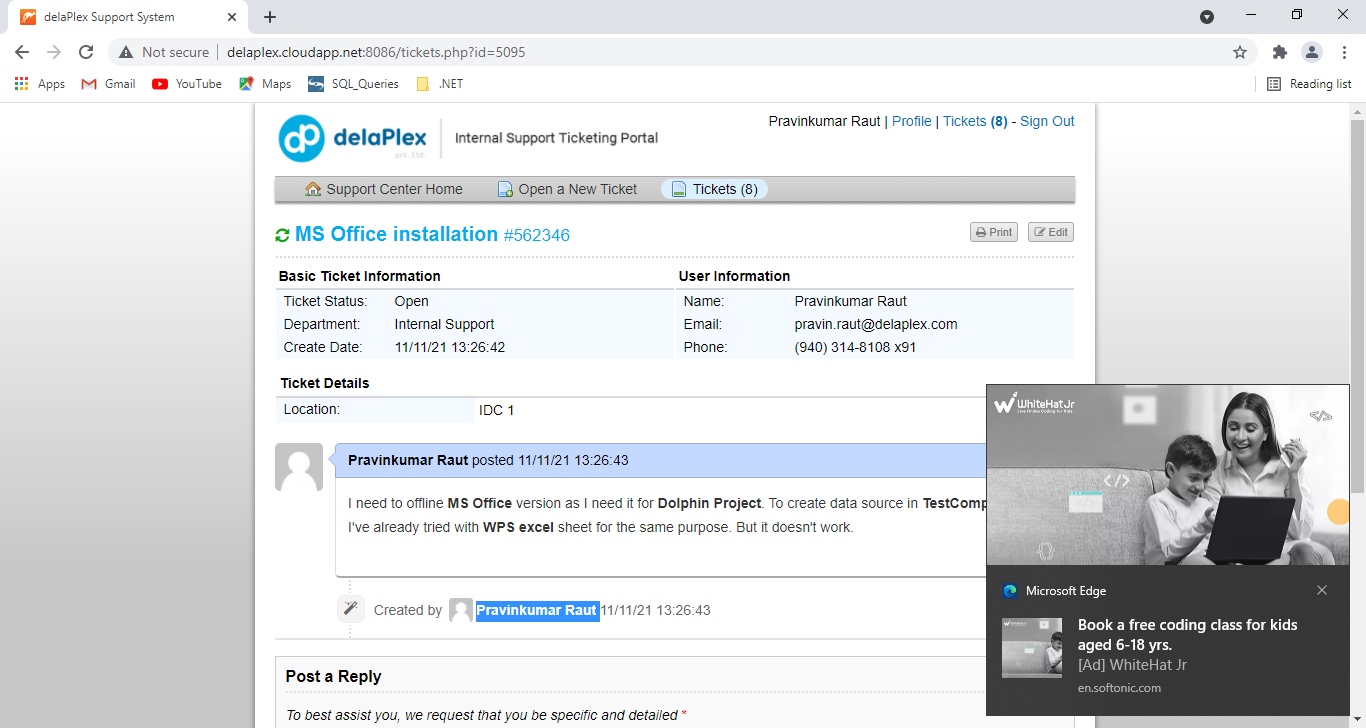 delaPlex Support System
Not secure
delaplex.cloudapp.net:8086/tickets.php?id=5095
Apps
Gmail
YouTube
Maps
SQL_Queries
.NET
Reading list
dp delaPlex
pvt. ltd.
Internal Support Ticketing Portal
Pravinkumar Raut | Profile | Tickets (8) - Sign Out
Support Center Home
Open a New Ticket
Tickets (8)
MS Office installation #562346
Print
Edit
Basic Ticket Information
Ticket Status: Open
Department: Internal Support
Create Date: 11/11/21 13:26:42
User Information
Name: Pravinkumar Raut
Email: pravin.raut@delaplex.com
Phone: (940) 314-8108 x91
Ticket Details
Location: IDC 1
Pravinkumar Raut posted 11/11/21 13:26:43
I need to offline MS Office version as I need it for Dolphin Project. To create data source in TestComp
I've already tried with WPS excel sheet for the same purpose. But it doesn't work.
Created by Pravinkumar Raut 11/11/21 13:26:43
Post a Reply
To best assist you, we request that you be specific and detailed *
WhiteHat Jr
Live Online Coding for Kids
</>
</>
Microsoft Edge
Book a free coding class for kids
aged 6-18 yrs.
[Ad] WhiteHat Jr
en.softonic.com